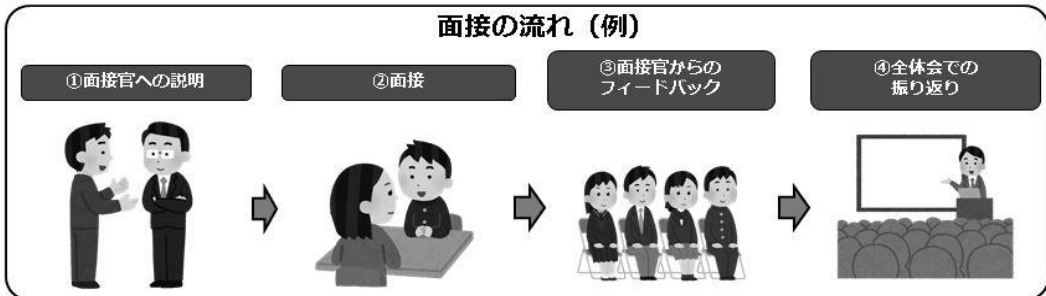 面接の流れ（例）
①面接官への説明
②面接
③面接官からの
フィードバック
④全体会での
振り返り